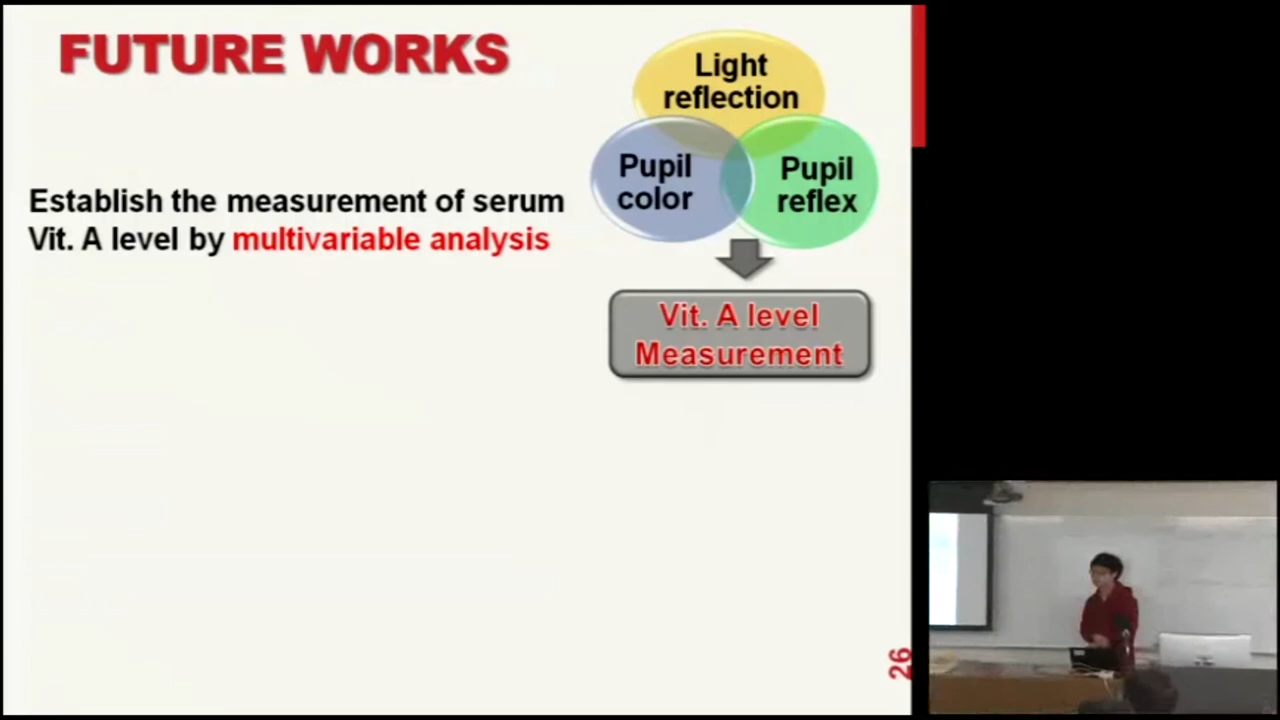 FUTURE WORKS
Light
reflection
Pupil
color
Pupil
reflex
Establish the measurement of serum
Vit. A level by multivariable analysis
Vit. A level
Measurement
26